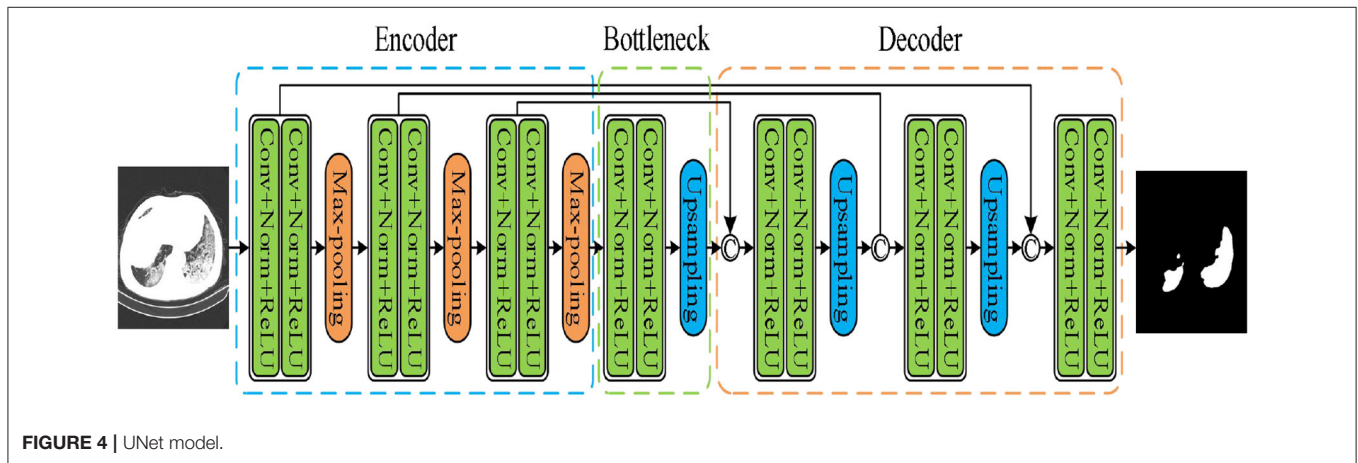 Encoder Bottleneck Decoder
Conv+Norm+ReLU
Conv+Norm+ReLU
Max-pooling
Conv+Norm+ReLU
Conv+Norm+ReLU
Max-pooling
Conv+Norm+ReLU
Conv+Norm+ReLU
Max-pooling
Conv+Norm+ReLU
Conv+Norm+ReLU
Upsampling
C
Conv+Norm+ReLU
Conv+Norm+ReLU
Upsampling
C
Conv+Norm+ReLU
Conv+Norm+ReLU
Upsampling
C
Conv+Norm+ReLU
Conv+Norm+ReLU
FIGURE 4 | UNet model.